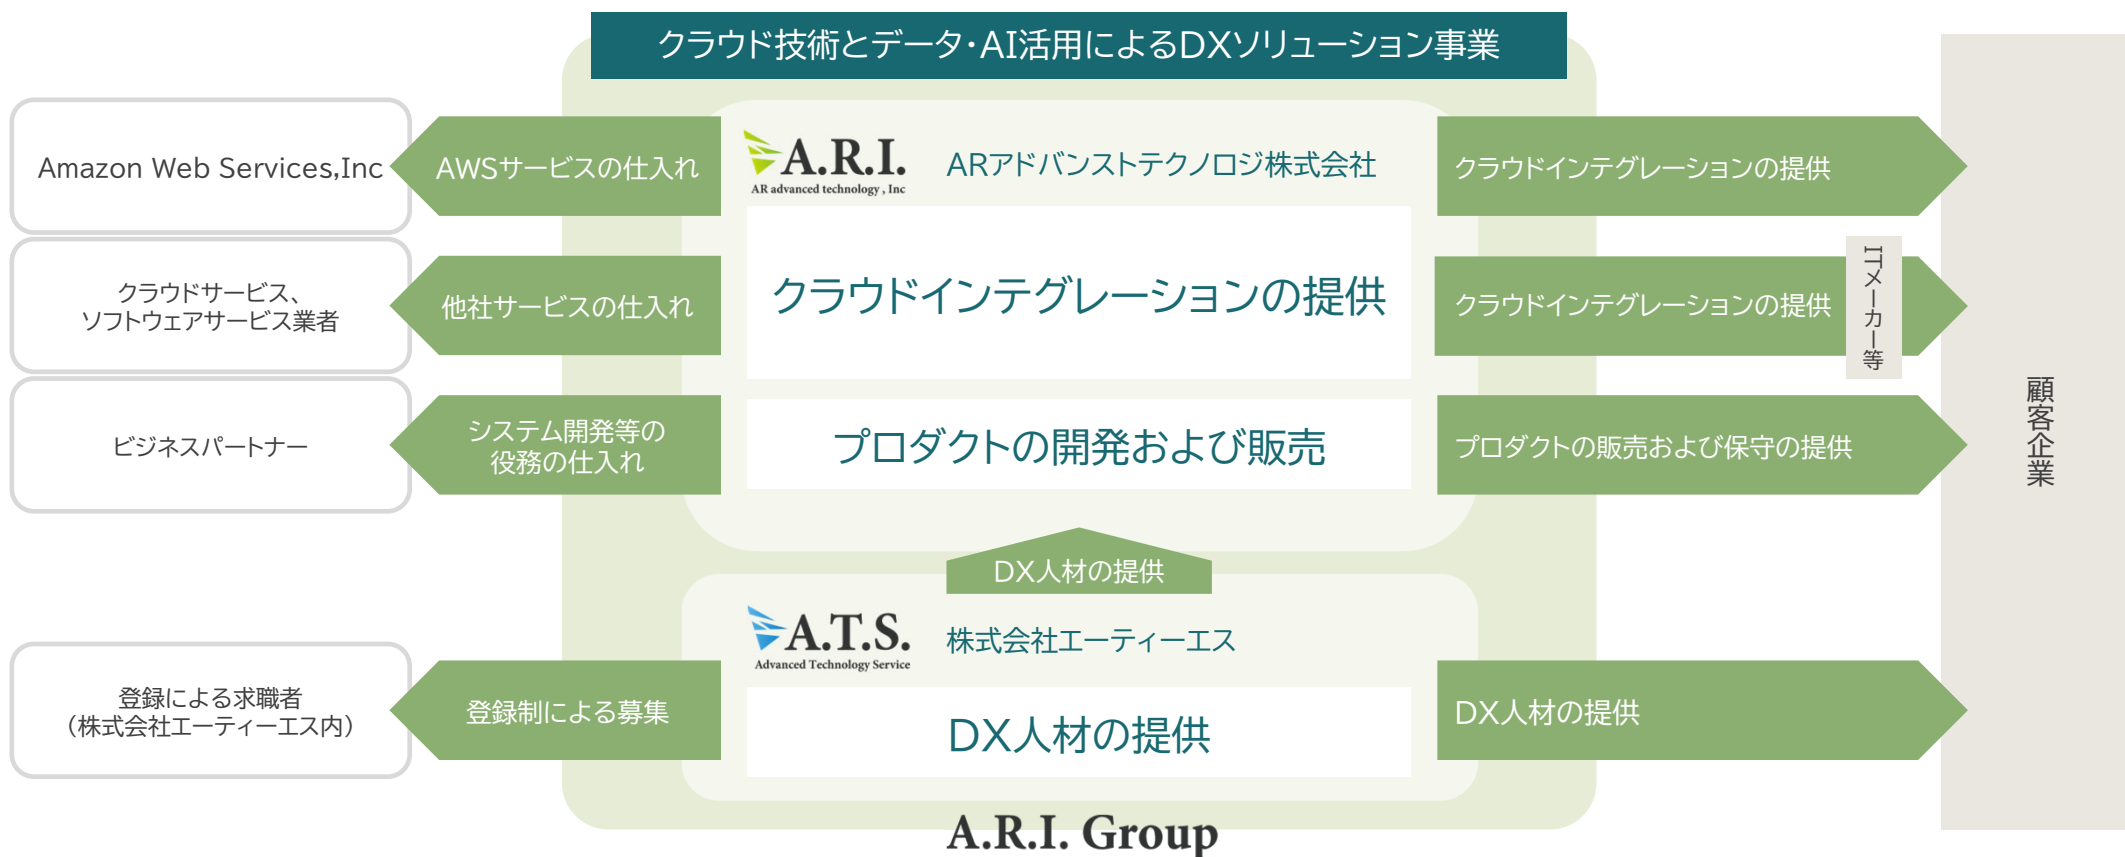 クラウド技術とデータ・AI活用によるDXソリューション事業
Amazon Web Services,Inc
AWSサービスの仕入れ
A.R.I.
AR advanced technology , Inc
ARアドバンストテクノロジ株式会社
クラウドインテグレーションの提供
クラウドサービス、
ソフトウェアサービス業者
他社サービスの仕入れ
クラウドインテグレーションの提供
クラウドインテグレーションの提供
ITメーカー等
顧客企業
ビジネスパートナー
システム開発等の
役務の仕入れ
プロダクトの開発および販売
プロダクトの販売および保守の提供
DX人材の提供
A.T.S.
Advanced Technology Service
株式会社エーティーエス
登録による求職者
（株式会社エーティーエス内）
登録制による募集
DX人材の提供
DX人材の提供
A.R.I. Group